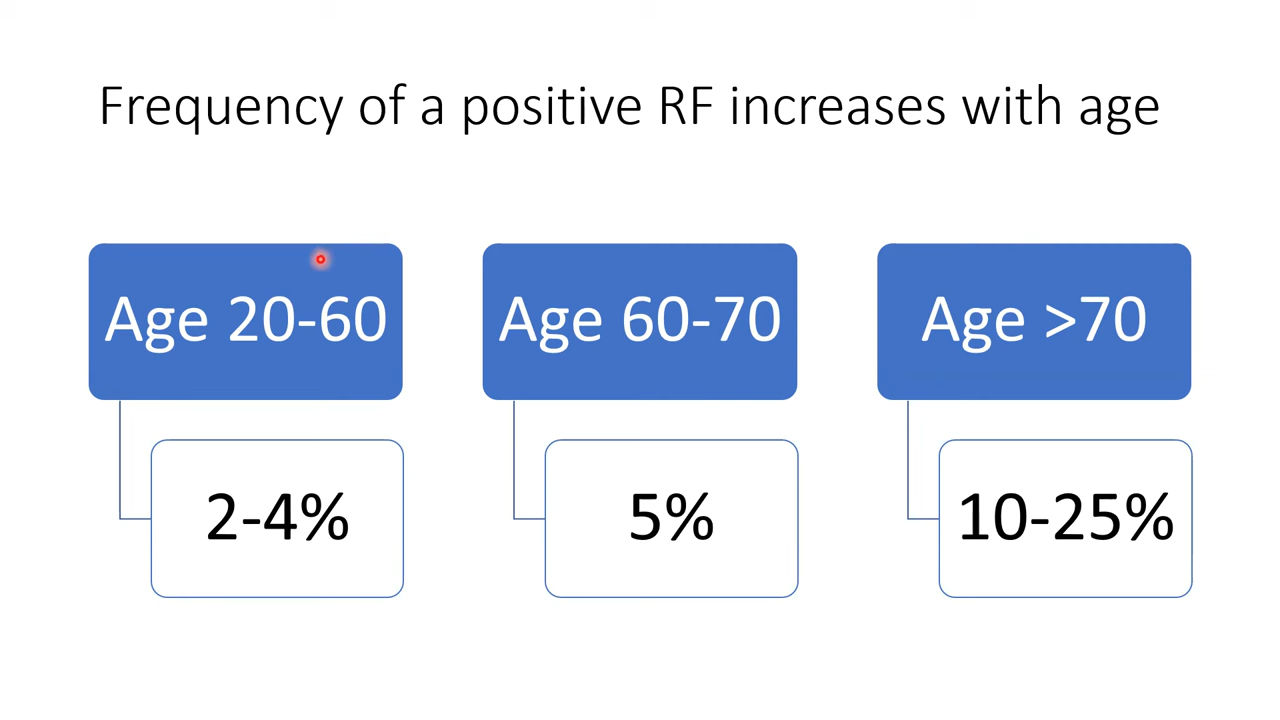 Frequency of a positive RF increases with age
Age 20-60
2-4%
Age 60-70
5%
Age >70
10-25%